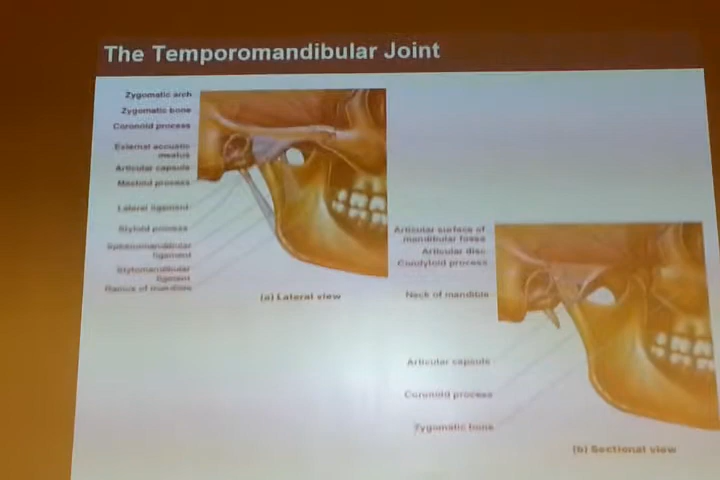 The Temporomandibular Joint
Zygomatic arch
Zygomatic bone
Coronoid process
External acoustic
meatus
Articular capsule
Mastoid process
Lateral ligament
Styloid process
Sphenomandibular
ligament
Stylomandibular
ligament
Ramus of mandible
(a) Lateral view
Articular surface of
mandibular fossa
Articular disc
Condyloid process
Neck of mandible
Articular capsule
Coronoid process
Zygomatic bone
(b) Sectional view